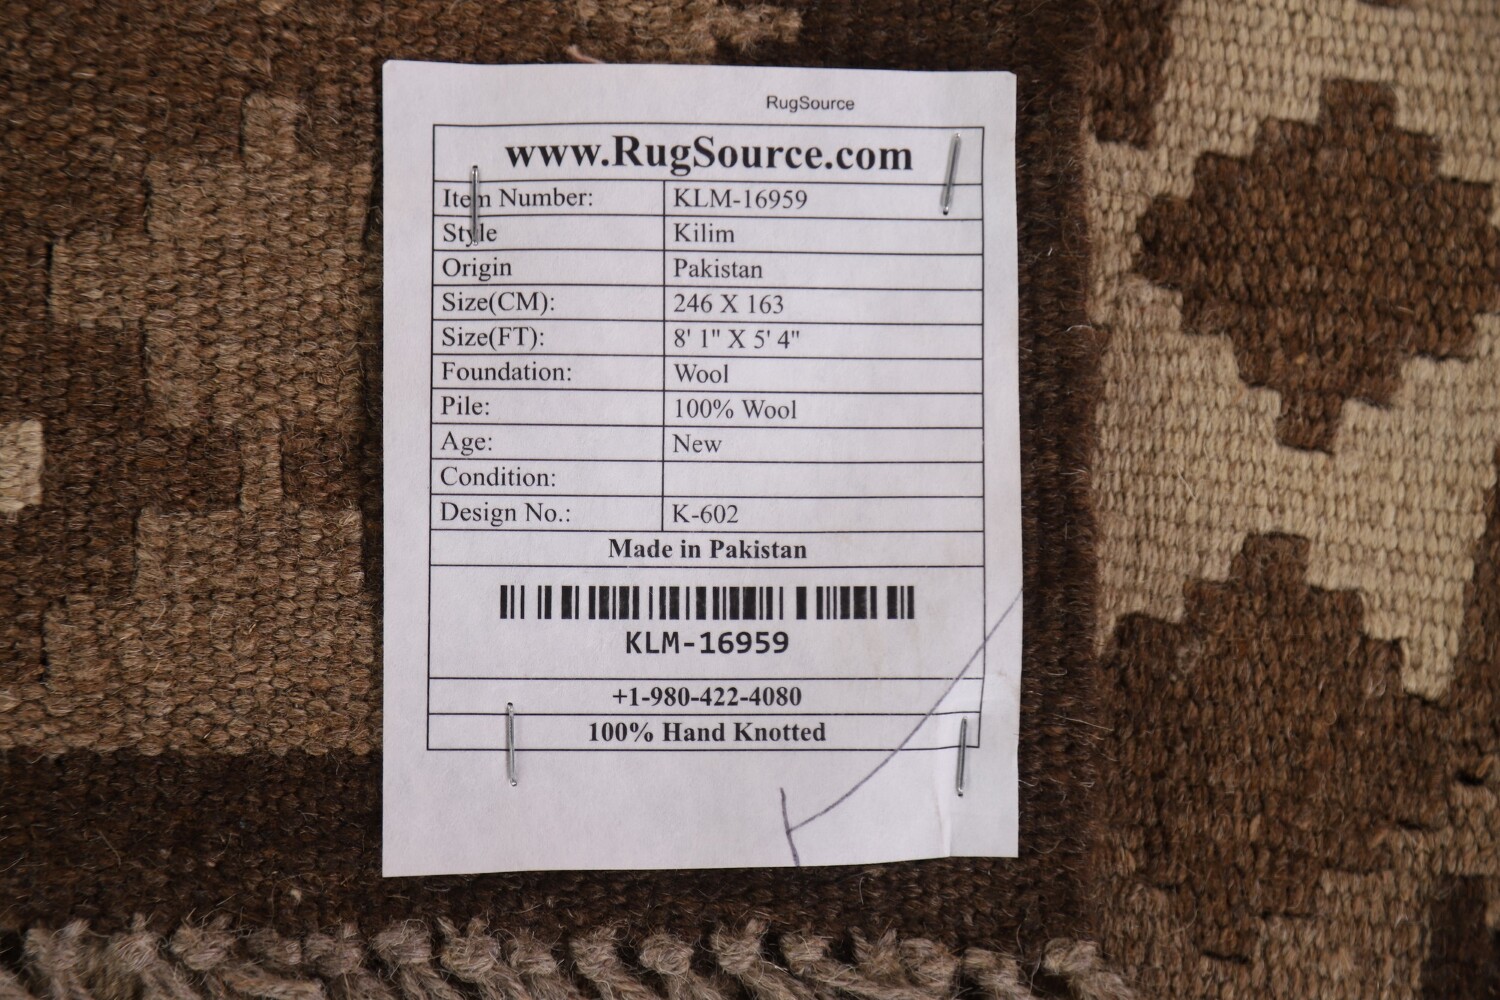 RugSource
www.RugSource.com
Item Number: KLM-16959
Style Kilim
Origin Pakistan
Size(CM): 246 X 163
Size(FT): 8' 1" X 5' 4"
Foundation: Wool
Pile: 100% Wool
Age: New
Condition:
Design No.: K-602
Made in Pakistan
KLM-16959
+1-980-422-4080
100% Hand Knotted